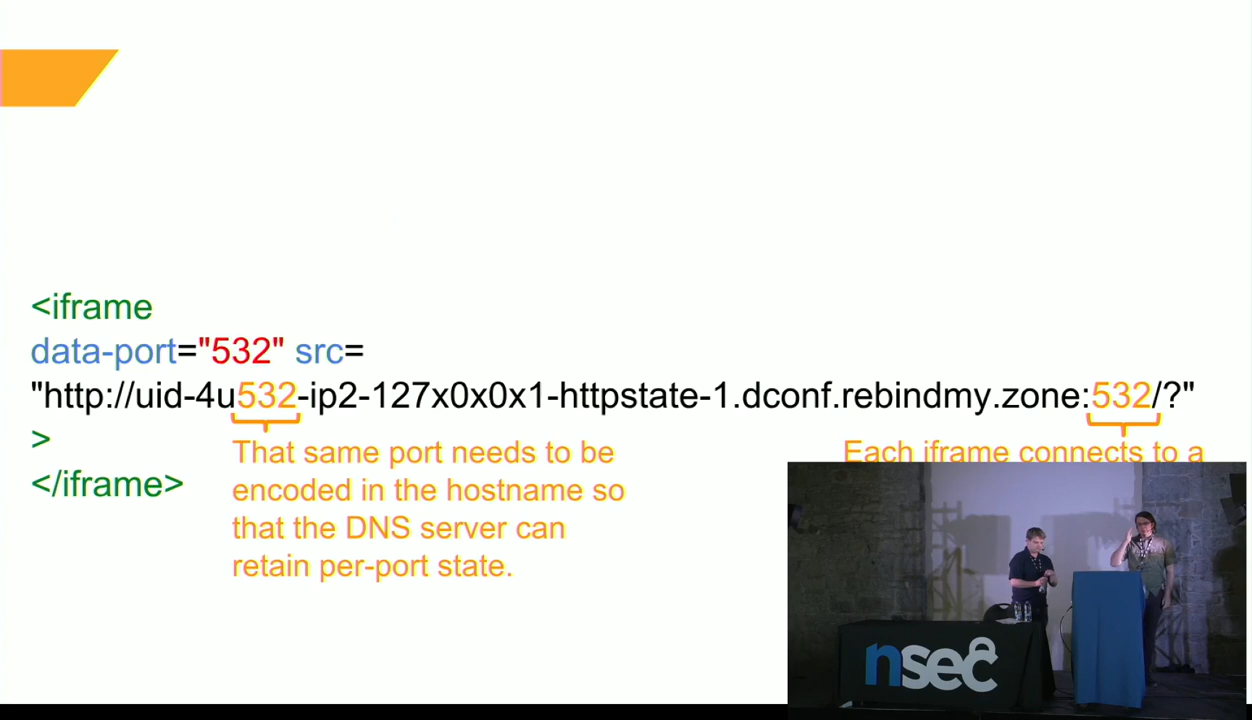 <iframe
data-port="532" src=
"http://uid-4u532-ip2-127x0x0x1-httpstate-1.dconf.rebindmy.zone:532/?"
>
</iframe>
That same port needs to be
encoded in the hostname so
that the DNS server can
retain per-port state.
Each iframe connects to a
nsec